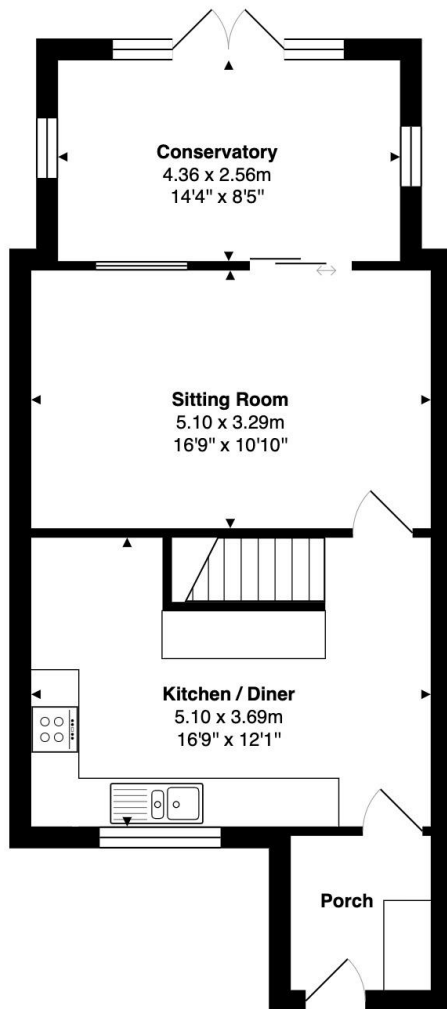 Conservatory
4.36 x 2.56m
14'4" x 8'5"
Sitting Room
5.10 x 3.29m
16'9" x 10'10"
Kitchen / Diner
5.10 x 3.69m
16'9" x 12'1"
Porch